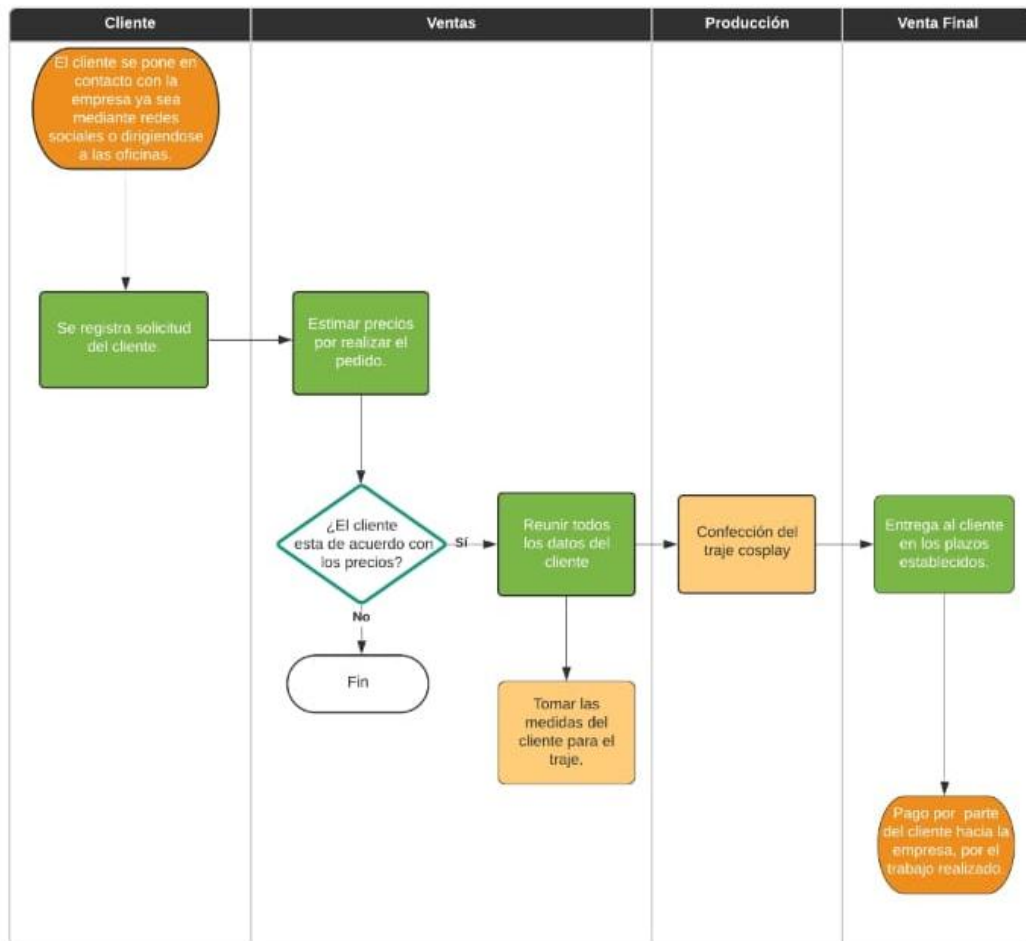 Cliente
Ventas
Producción
Venta Final
El cliente se pone en
contacto con la
empresa ya sea
mediante redes
sociales o dirigiendose
a las oficinas.
Se registra solicitud
del cliente.
Estimar precios
por realizar el
pedido.
¿El cliente
esta de acuerdo con
los precios?
Sí
No
Fin
Reunir todos
los datos del
cliente
Tomar las
medidas del
cliente para el
traje.
Confección del
traje cosplay
Entrega al cliente
en los plazos
establecidos.
Pago por parte
del cliente hacia la
empresa, por el
trabajo realizado.